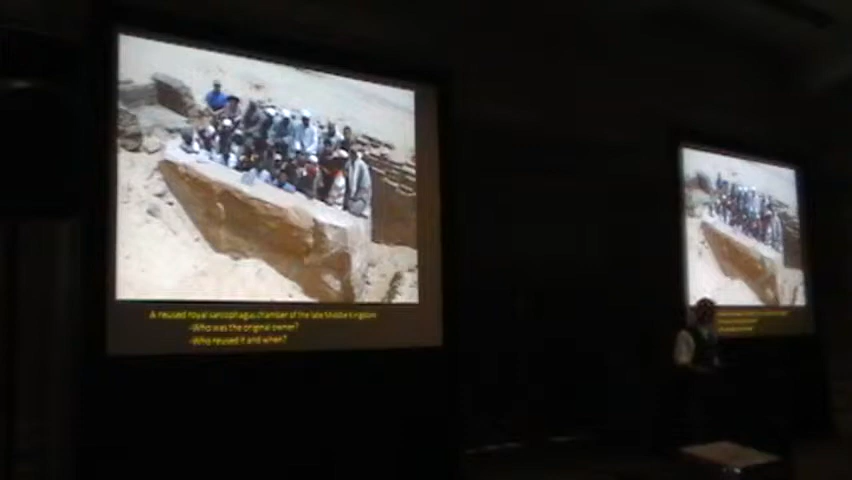 A reused royal sarcophagus chamber of the late Middle Kingdom
-Who was the original owner?
-Who reused it and when?